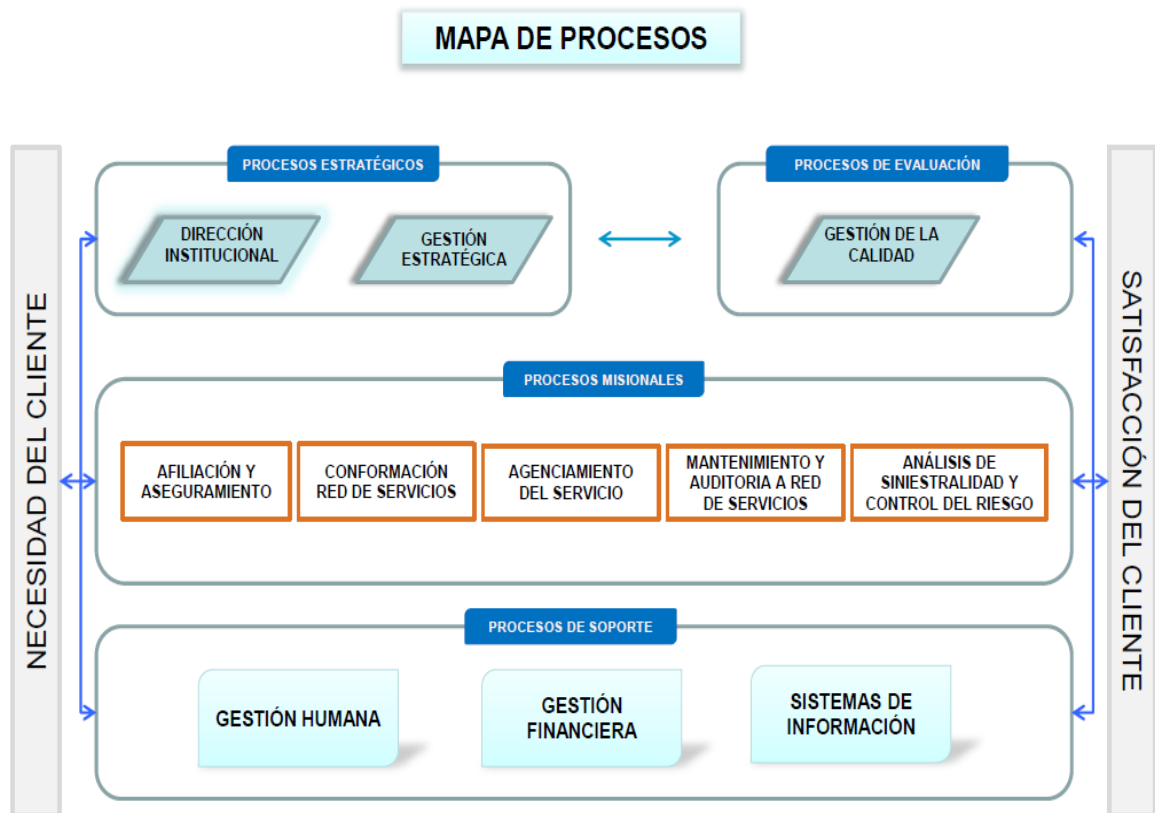 MAPA DE PROCESOS
NECESIDAD DEL CLIENTE
PROCESOS ESTRATÉGICOS
DIRECCIÓN
INSTITUCIONAL
GESTIÓN
ESTRATÉGICA
PROCESOS DE EVALUACIÓN
GESTIÓN DE LA
CALIDAD
PROCESOS MISIONALES
AFILIACIÓN Y
ASEGURAMIENTO
CONFORMACIÓN
RED DE SERVICIOS
AGENCIAMIENTO
DEL SERVICIO
MANTENIMIENTO Y
AUDITORIA A RED
DE SERVICIOS
ANÁLISIS DE
SINIESTRALIDAD Y
CONTROL DEL RIESGO
PROCESOS DE SOPORTE
GESTIÓN HUMANA
GESTIÓN
FINANCIERA
SISTEMAS DE
INFORMACIÓN
SATISFACCIÓN DEL CLIENTE